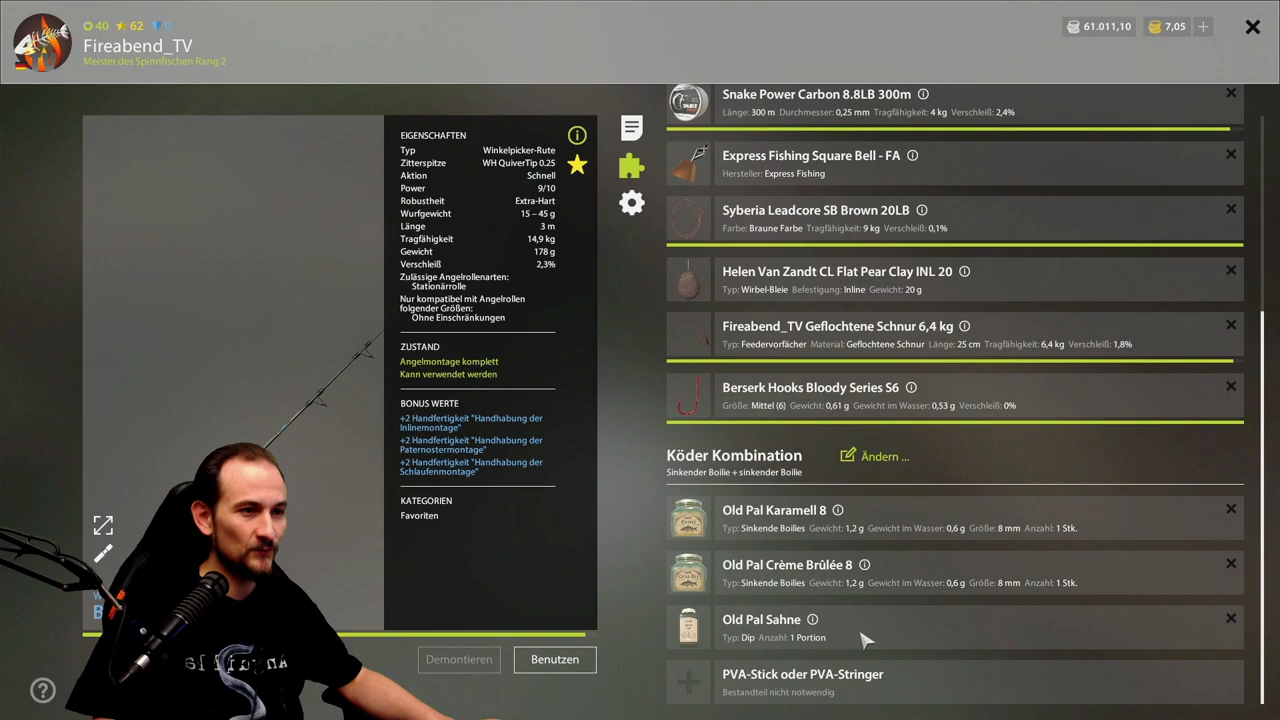 40 62 0
Fireabend_TV
Meister des Spinnfischen Rang 2
61.011,10
7,05
EIGENSCHAFTEN
Typ Winkelpicker-Rute
Zitterspitze WH QuiverTip 0.25
Aktion Schnell
Power 9/10
Robustheit Extra-Hart
Wurfgewicht 15 – 45 g
Länge 3 m
Tragfähigkeit 14,9 kg
Gewicht 178 g
Verschleiß 2,3%
Zulässige Angelrollenarten:
Stationärrolle
Nur kompatibel mit Angelrollen
folgender Größen:
Ohne Einschränkungen
ZUSTAND
Angelmontage komplett
Kann verwendet werden
BONUS WERTE
+2 Handfertigkeit "Handhabung der
Inlinemontage"
+2 Handfertigkeit "Handhabung der
Paternostermontage"
+2 Handfertigkeit "Handhabung der
Schlaufenmontage"
KATEGORIEN
Favoriten
Demontieren
Benutzen
Snake Power Carbon 8.8LB 300m
Länge: 300 m Durchmesser: 0,25 mm Tragfähigkeit: 4 kg Verschleiß: 2,4%
Express Fishing Square Bell - FA
Hersteller: Express Fishing
Syberia Leadcore SB Brown 20LB
Farbe: Braune Farbe Tragfähigkeit: 9 kg Verschleiß: 0,1%
Helen Van Zandt CL Flat Pear Clay INL 20
Typ: Wirbel-Bleie Befestigung: Inline Gewicht: 20 g
Fireabend_TV Geflochtene Schnur 6,4 kg
Typ: Feedervorfächer Material: Geflochtene Schnur Länge: 25 cm Tragfähigkeit: 6,4 kg Verschleiß: 1,8%
Berserk Hooks Bloody Series S6
Größe: Mittel (6) Gewicht: 0,61 g Gewicht im Wasser: 0,53 g Verschleiß: 0%
Köder Kombination
Ändern ...
Sinkender Boilie + sinkender Boilie
Old Pal Karamell 8
Typ: Sinkende Boilies Gewicht: 1,2 g Gewicht im Wasser: 0,6 g Größe: 8 mm Anzahl: 1 Stk.
Old Pal Crème Brûlée 8
Typ: Sinkende Boilies Gewicht: 1,2 g Gewicht im Wasser: 0,6 g Größe: 8 mm Anzahl: 1 Stk.
Old Pal Sahne
Typ: Dip Anzahl: 1 Portion
PVA-Stick oder PVA-Stringer
Bestandteil nicht notwendig